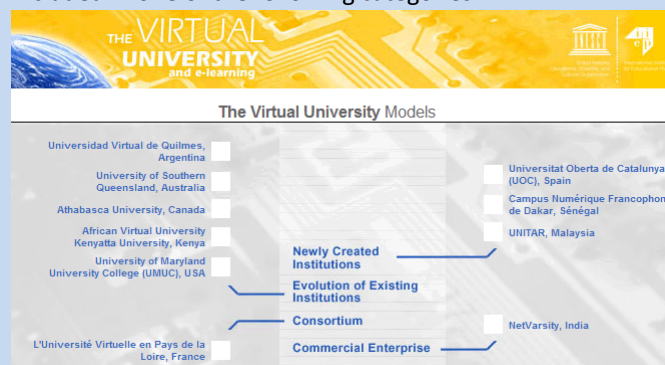 THE VIRTUAL
UNIVERSITY
and e-learning
The Virtual University Models
Universidad Virtual de Quilmes,
Argentina
University of Southern
Queensland, Australia
Athabasca University, Canada
African Virtual University
Kenyatta University, Kenya
University of Maryland
University College (UMUC), USA
L'Université Virtuelle en Pays de la
Loire, France
Newly Created
Institutions
Evolution of Existing
Institutions
Consortium
Commercial Enterprise
Universitat Oberta de Catalunya
(UOC), Spain
Campus Numérique Francophon
de Dakar, Sénégal
UNITAR, Malaysia
NetVarsity, India